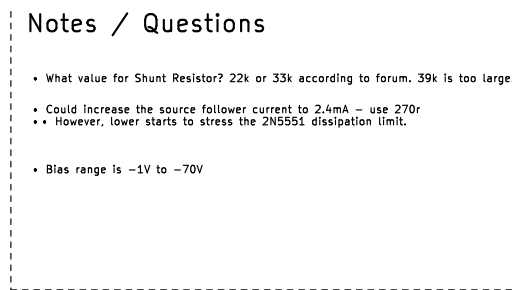 Notes / Questions
• What value for Shunt Resistor? 22k or 33k according to forum. 39k is too large.
• Could increase the source follower current to 2.4mA – use 270r
•• However, lower starts to stress the 2N5551 dissipation limit.
• Bias range is –1V to –70V